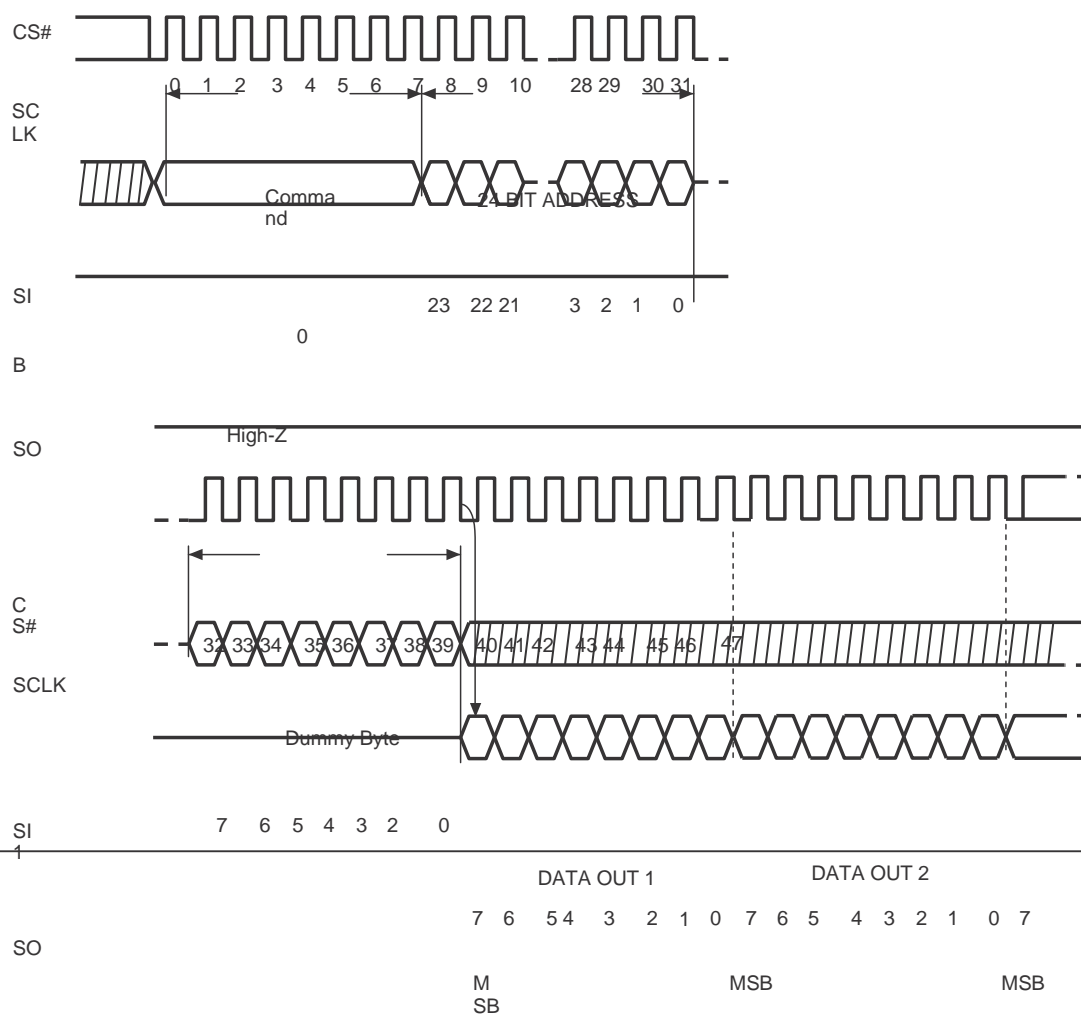 CS#
0 1 2 3 4 5 6 7 8 9 10 28 29 30 31
SC
LK
Comma
nd
24 BIT ADDRESS
SI
23 22 21 3 2 1 0
0
B
High-Z
SO
C
S#
32 33 34 35 36 37 38 39 40 41 42 43 44 45 46 47
SCLK
Dummy Byte
7 6 5 4 3 2 0
SI
1
DATA OUT 1 DATA OUT 2
7 6 5 4 3 2 1 0 7 6 5 4 3 2 1 0 7
SO
M
SB
MSB MSB